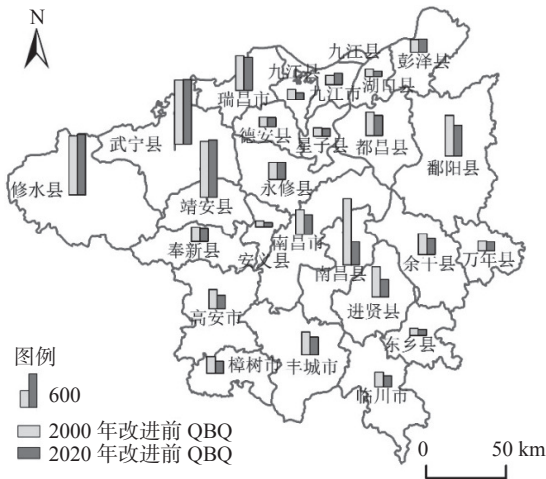 N
九江县
彭泽县
九江县
瑞昌市
九江市
湖口县
德安县
星子县
都昌县
武宁县
鄱阳县
修水县
靖安县
永修县
奉新县
安义县
南昌市
南昌县
余干县
万年县
高安市
进贤县
东乡县
樟树市
丰城市
临川市
图例
600
2000 年改进前 QBQ
2020 年改进前 QBQ
0 50 km